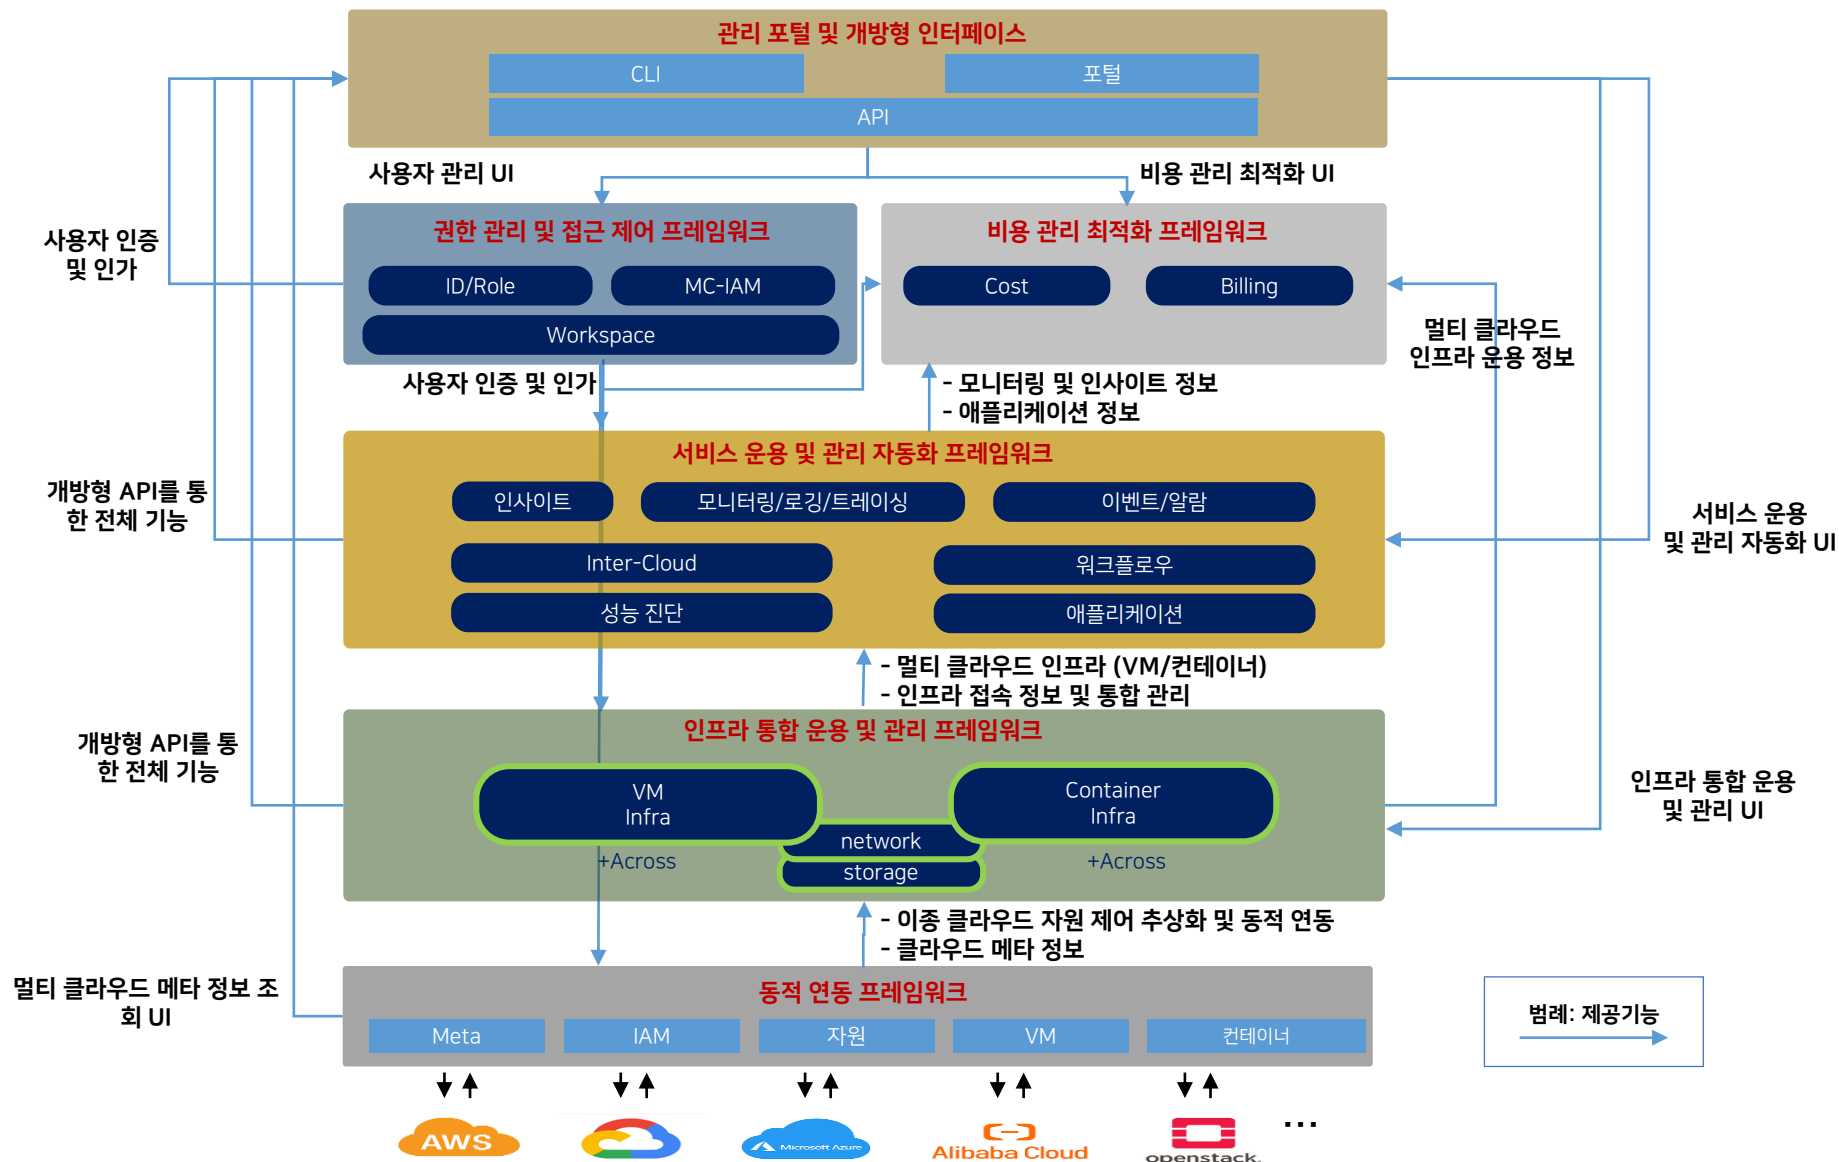 관리 포털 및 개방형 인터페이스
CLI
포털
API
사용자 관리 UI
비용 관리 최적화 UI
권한 관리 및 접근 제어 프레임워크
ID/Role
MC-IAM
Workspace
비용 관리 최적화 프레임워크
Cost
Billing
사용자 인증
및 인가
멀티 클라우드
인프라 운용 정보
사용자 인증 및 인가
- 모니터링 및 인사이트 정보
- 애플리케이션 정보
서비스 운용 및 관리 자동화 프레임워크
인사이트
모니터링/로깅/트레이싱
이벤트/알람
Inter-Cloud
워크플로우
성능 진단
애플리케이션
개방형 API를 통
한 전체 기능
서비스 운용
및 관리 자동화 UI
- 멀티 클라우드 인프라 (VM/컨테이너)
- 인프라 접속 정보 및 통합 관리
인프라 통합 운용 및 관리 프레임워크
VM
Infra
Container
Infra
network
storage
+Across
+Across
개방형 API를 통
한 전체 기능
인프라 통합 운용
및 관리 UI
- 이종 클라우드 자원 제어 추상화 및 동적 연동
- 클라우드 메타 정보
멀티 클라우드 메타 정보 조
회 UI
동적 연동 프레임워크
Meta
IAM
자원
VM
컨테이너
범례: 제공기능
AWS
Microsoft Azure
Alibaba Cloud
openstack.
...